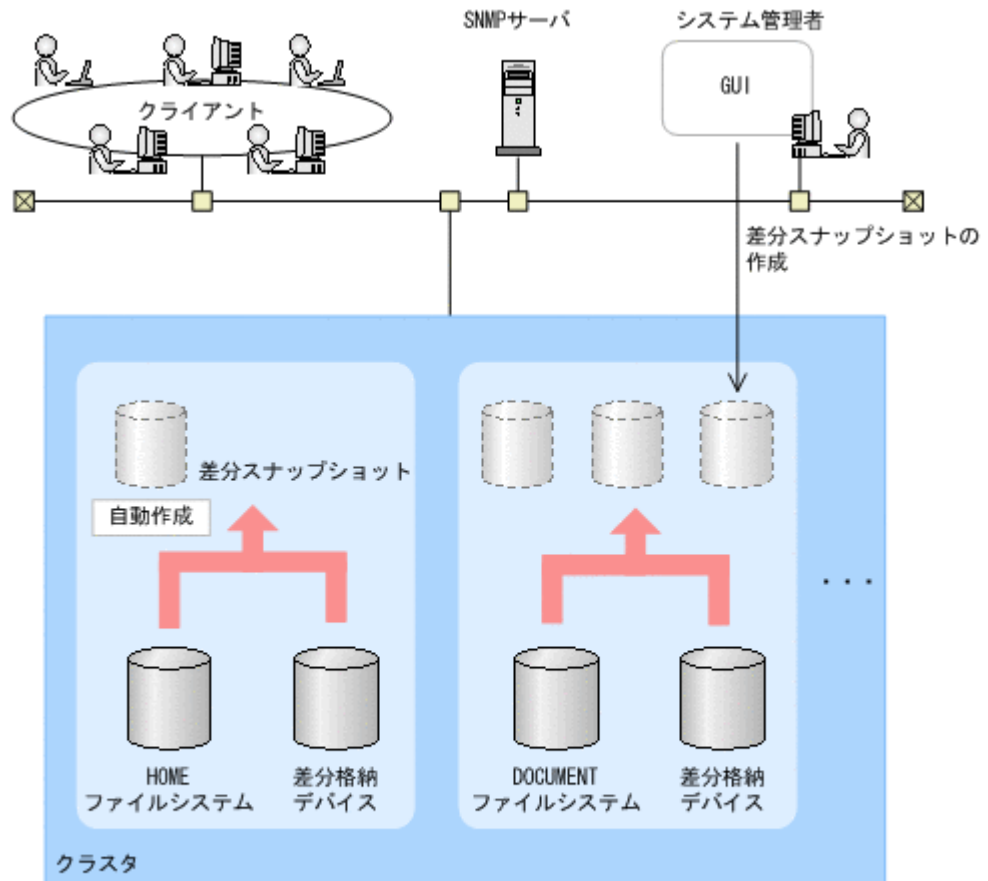 SNMPサーバ
システム管理者
GUI
クライアント
差分スナップショットの
作成
差分スナップショット
自動作成
・・・
HOME
ファイルシステム
差分格納
デバイス
DOCUMENT
ファイルシステム
差分格納
デバイス
クラスタ